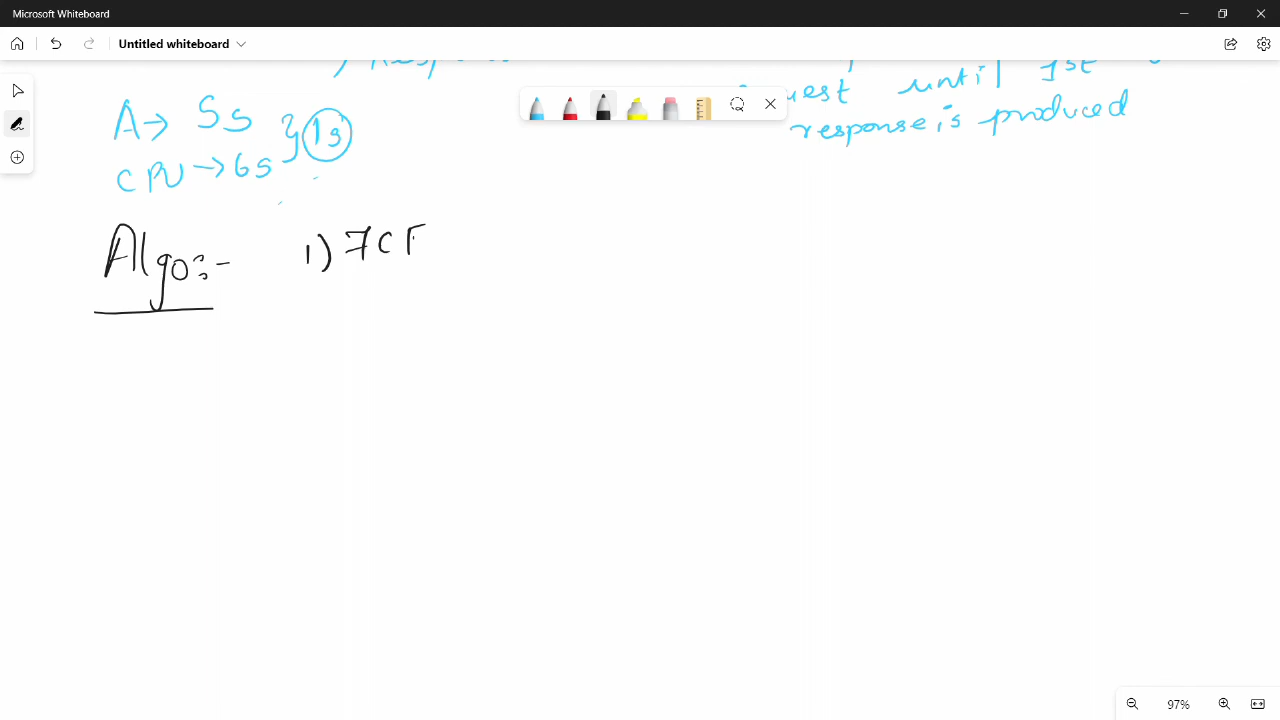 Microsoft Whiteboard
Untitled whiteboard
until 1st
response is produced
A → 5s } 1s
CPU → 6s
Algo:- 1) FCF
97%